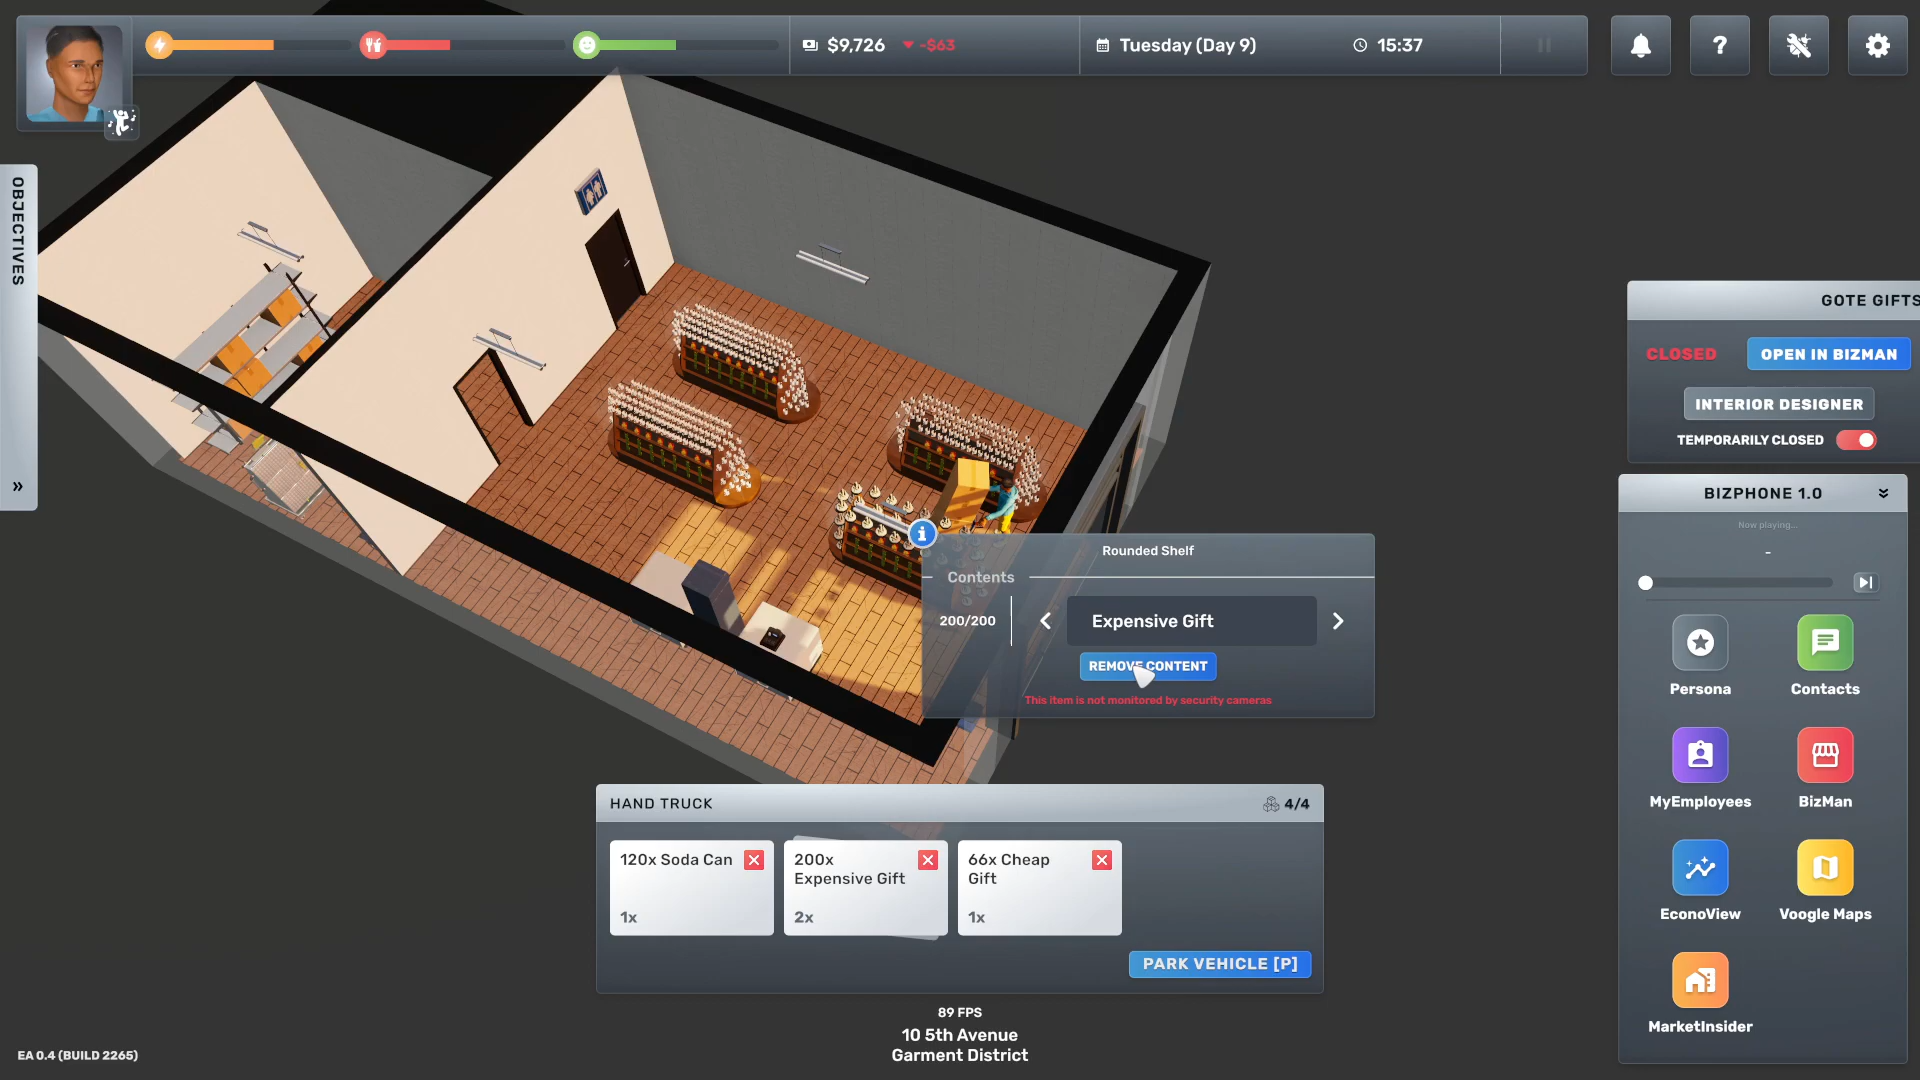 $9,726 -$63
Tuesday (Day 9)
15:37
?
OBJECTIVES
»
GOTE GIFTS
CLOSED
OPEN IN BIZMAN
INTERIOR DESIGNER
TEMPORARILY CLOSED
BIZPHONE 1.0
Now playing...
-
Persona
Contacts
MyEmployees
BizMan
EconoView
Voogle Maps
MarketInsider
i
Rounded Shelf
Contents
200/200
Expensive Gift
REMOVE CONTENT
This item is not monitored by security cameras
HAND TRUCK
4/4
120x Soda Can
1x
200x
Expensive Gift
2x
66x Cheap
Gift
1x
PARK VEHICLE [P]
89 FPS
10 5th Avenue
Garment District
EA 0.4 (BUILD 2265)